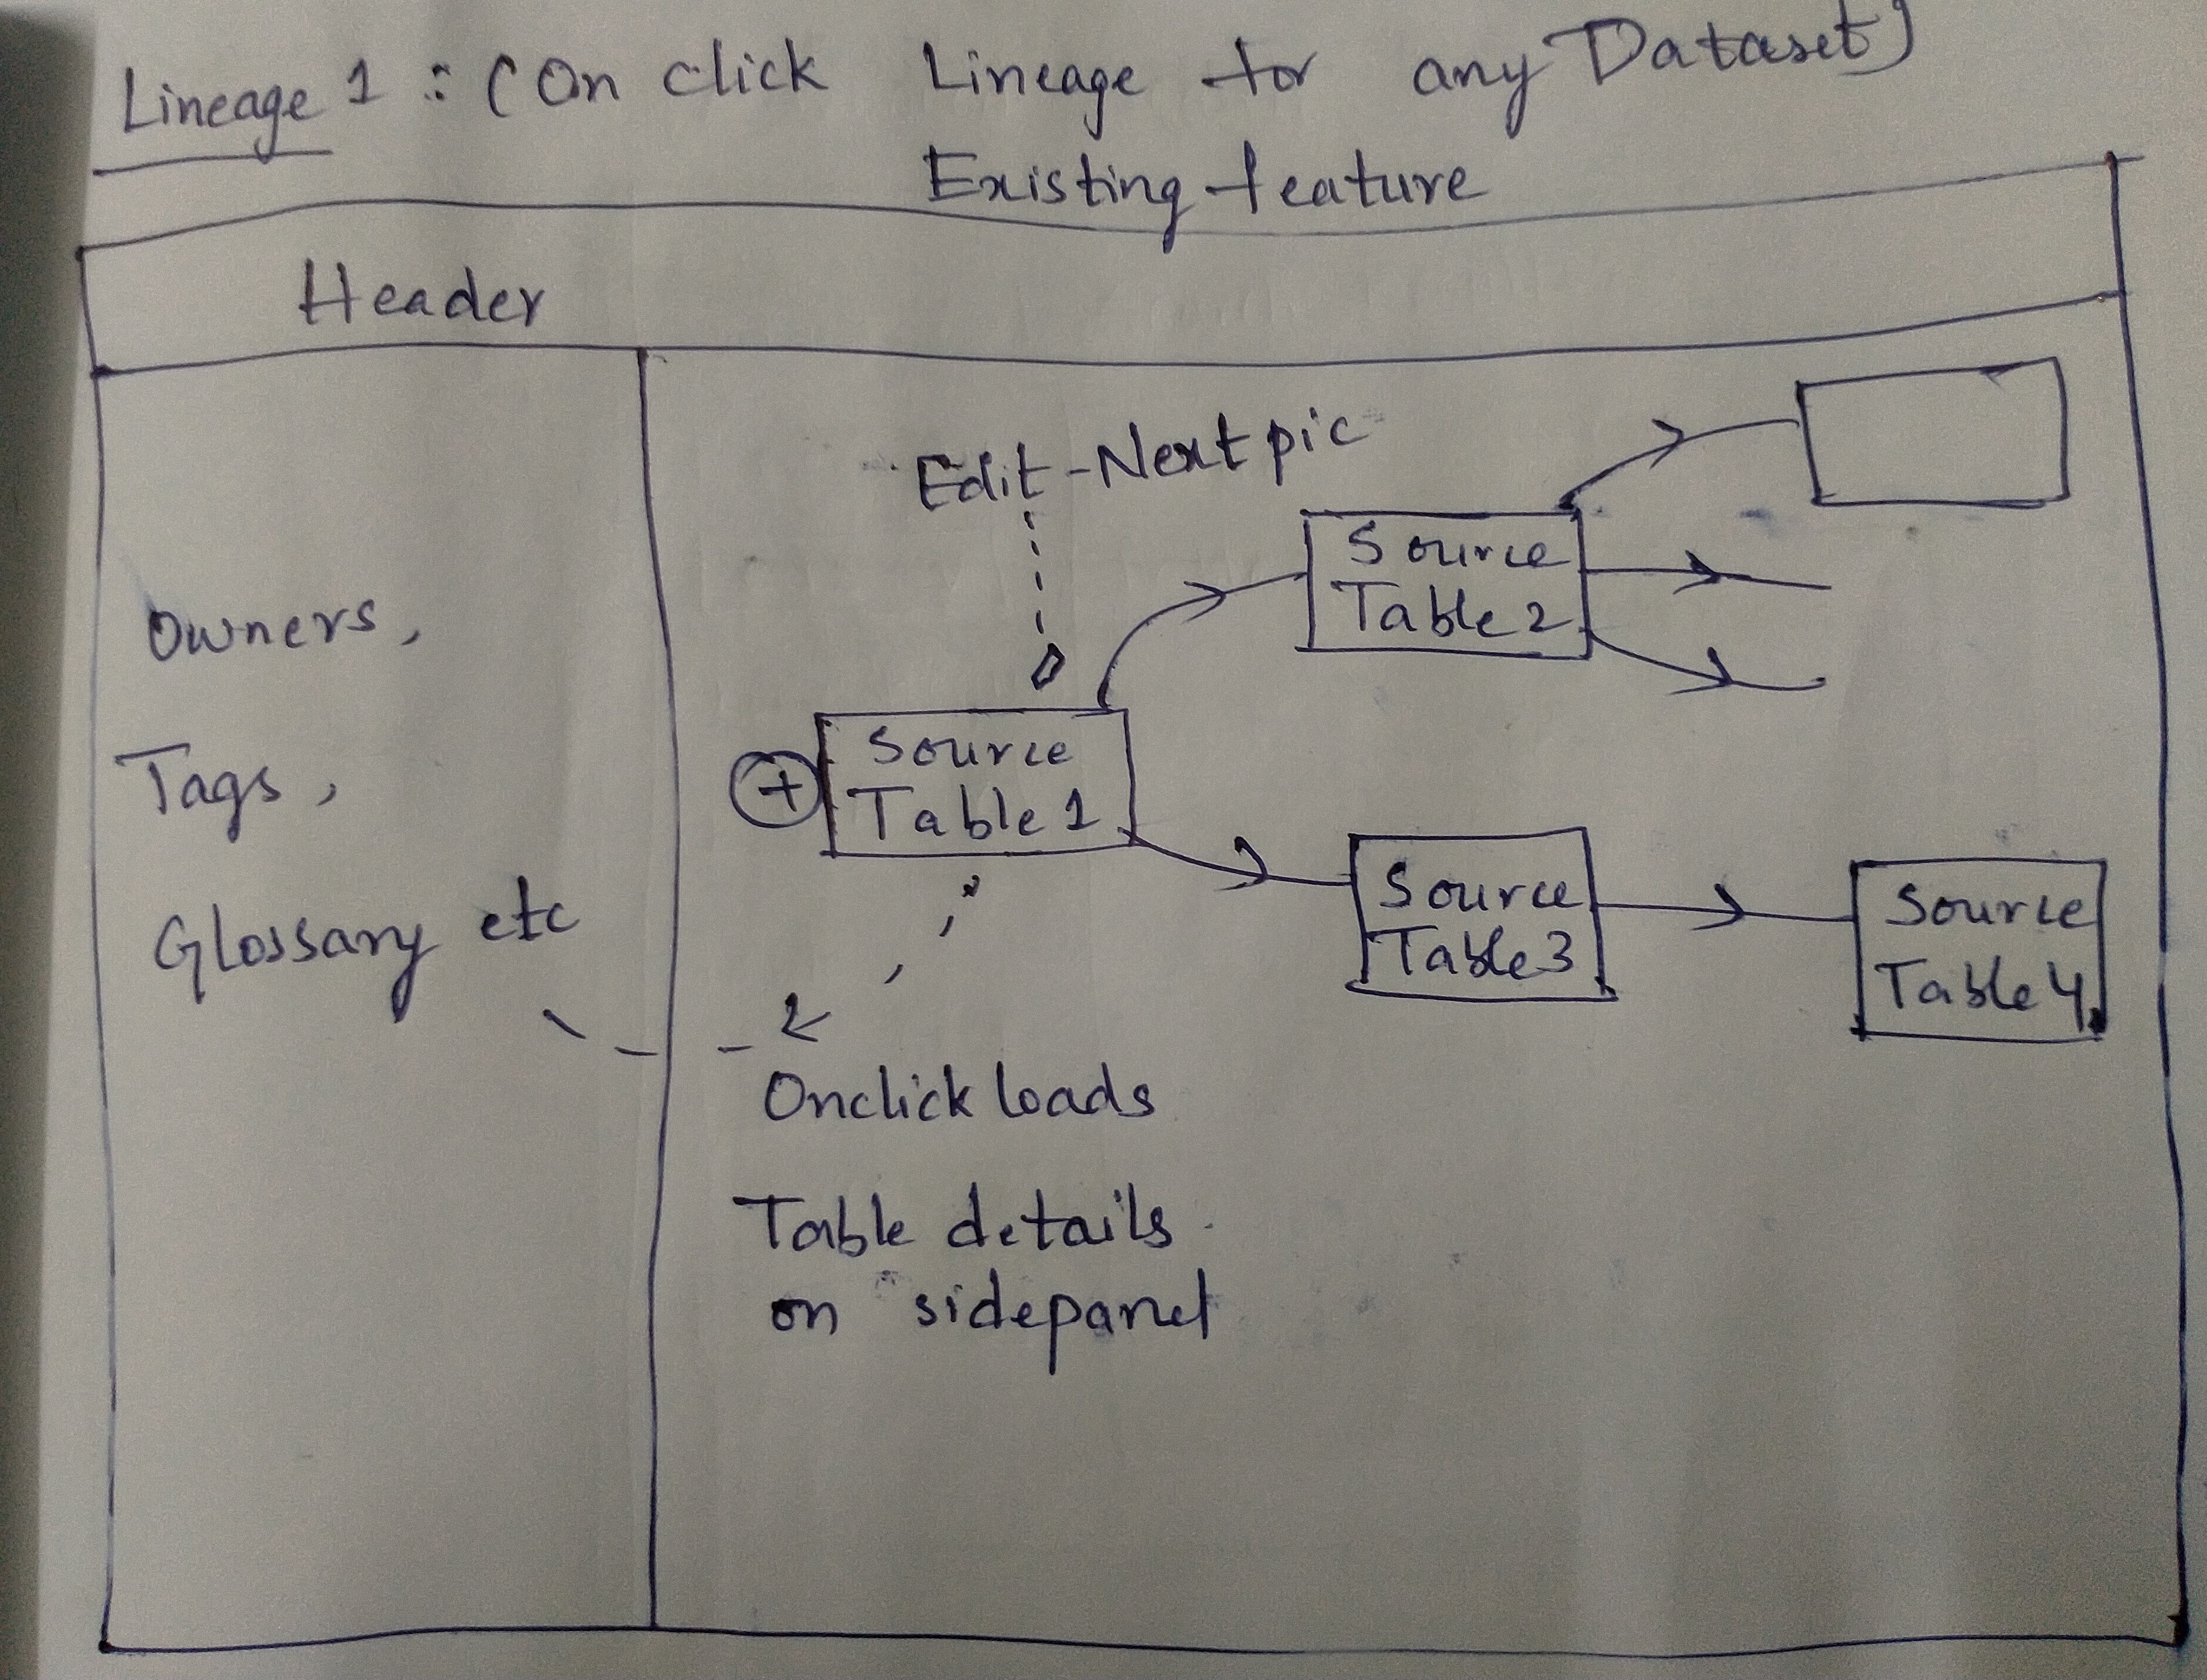 Lineage 1 : (On click Lineage for any Dataset)
Existing feature
Header
Edit-Next pic
Source
Table 2
Owners,
Tags,
Glossary etc
+
Source
Table 1
Source
Table 3
Source
Table 4
Onclick loads
Table details
on sidepanel